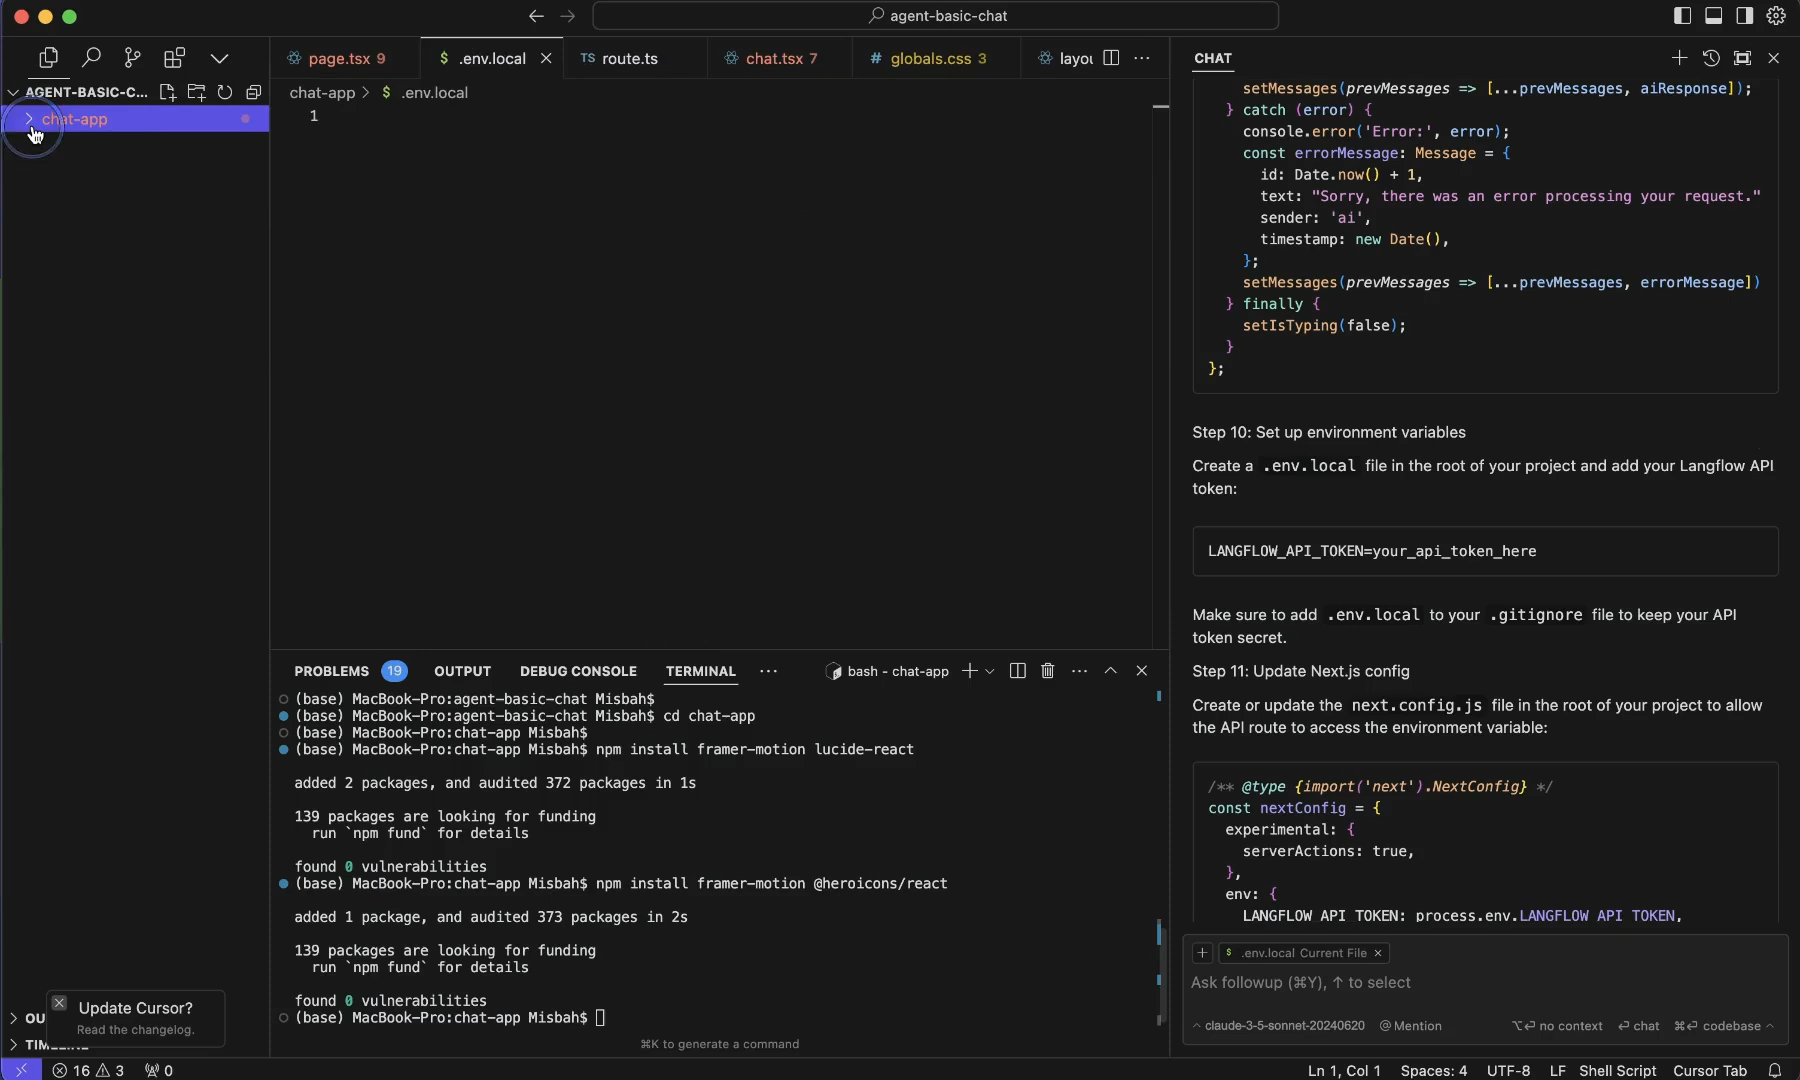 agent-basic-chat
AGENT-BASIC-C...
chat-app
page.tsx 9
$ .env.local
TS route.ts
chat.tsx 7
# globals.css 3
layou
chat-app > $ .env.local
1
PROBLEMS 19 OUTPUT DEBUG CONSOLE TERMINAL
bash - chat-app
(base) MacBook-Pro:agent-basic-chat Misbah$
(base) MacBook-Pro:agent-basic-chat Misbah$ cd chat-app
(base) MacBook-Pro:chat-app Misbah$
(base) MacBook-Pro:chat-app Misbah$ npm install framer-motion lucide-react
added 2 packages, and audited 372 packages in 1s
139 packages are looking for funding
run `npm fund` for details
found 0 vulnerabilities
(base) MacBook-Pro:chat-app Misbah$ npm install framer-motion @heroicons/react
added 1 package, and audited 373 packages in 2s
139 packages are looking for funding
run `npm fund` for details
found 0 vulnerabilities
(base) MacBook-Pro:chat-app Misbah$
⌘K to generate a command
CHAT
setMessages(prevMessages => [...prevMessages, aiResponse]);
} catch (error) {
console.error('Error:', error);
const errorMessage: Message = {
id: Date.now() + 1,
text: "Sorry, there was an error processing your request."
sender: 'ai',
timestamp: new Date(),
};
setMessages(prevMessages => [...prevMessages, errorMessage])
} finally {
setIsTyping(false);
}
};
Step 10: Set up environment variables
Create a .env.local file in the root of your project and add your Langflow API
token:
LANGFLOW_API_TOKEN=your_api_token_here
Make sure to add .env.local to your .gitignore file to keep your API
token secret.
Step 11: Update Next.js config
Create or update the next.config.js file in the root of your project to allow
the API route to access the environment variable:
/** @type {import('next').NextConfig} */
const nextConfig = {
experimental: {
serverActions: true,
},
env: {
LANGFLOW_API_TOKEN: process.env.LANGFLOW_API_TOKEN,
$ .env.local Current File
Ask followup (⌘Y), ↑ to select
claude-3-5-sonnet-20240620 @ Mention ⌥⏎ no context ⏎ chat ⌘⏎ codebase
OU
Update Cursor?
Read the changelog.
TIMELINE
16 3 0
Ln 1, Col 1 Spaces: 4 UTF-8 LF Shell Script Cursor Tab